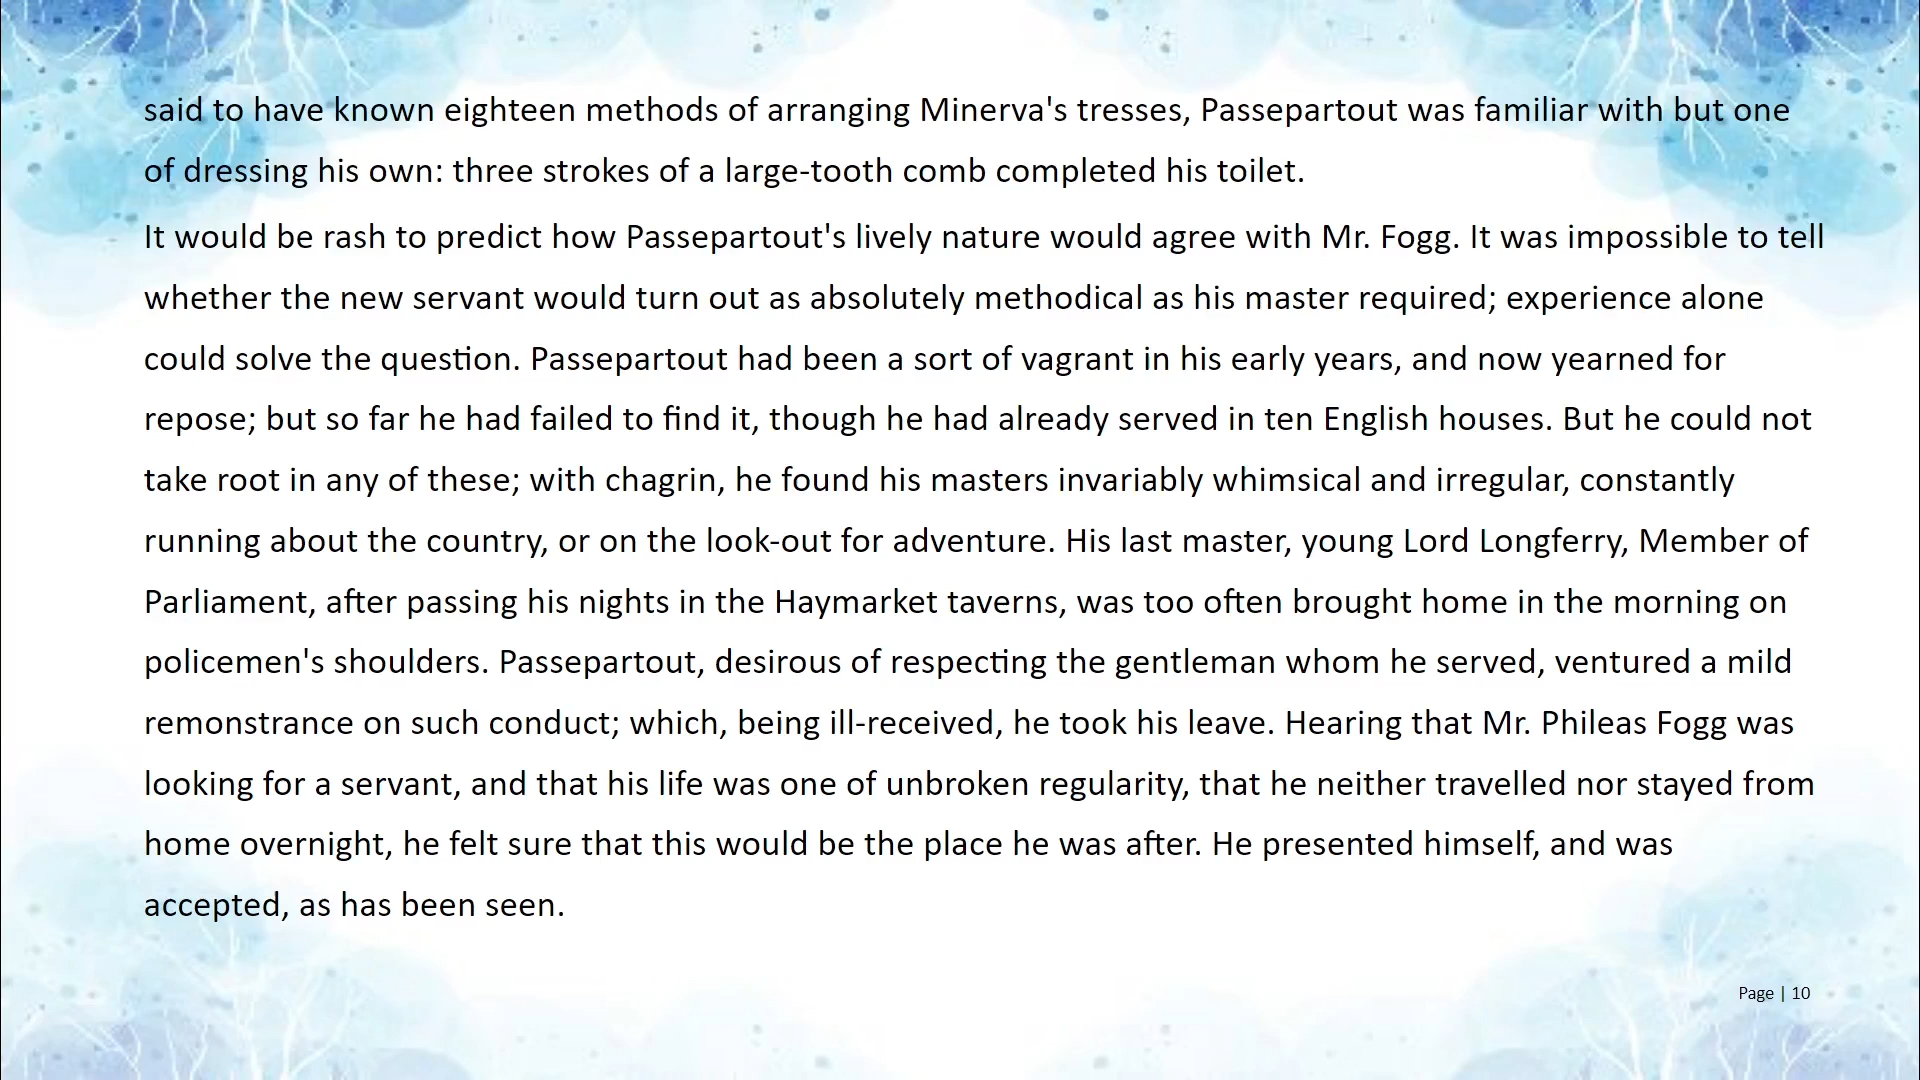 said to have known eighteen methods of arranging Minerva's tresses, Passepartout was familiar with but one
of dressing his own: three strokes of a large-tooth comb completed his toilet.
It would be rash to predict how Passepartout's lively nature would agree with Mr. Fogg. It was impossible to tell
whether the new servant would turn out as absolutely methodical as his master required; experience alone
could solve the question. Passepartout had been a sort of vagrant in his early years, and now yearned for
repose; but so far he had failed to find it, though he had already served in ten English houses. But he could not
take root in any of these; with chagrin, he found his masters invariably whimsical and irregular, constantly
running about the country, or on the look-out for adventure. His last master, young Lord Longferry, Member of
Parliament, after passing his nights in the Haymarket taverns, was too often brought home in the morning on
policemen's shoulders. Passepartout, desirous of respecting the gentleman whom he served, ventured a mild
remonstrance on such conduct; which, being ill-received, he took his leave. Hearing that Mr. Phileas Fogg was
looking for a servant, and that his life was one of unbroken regularity, that he neither travelled nor stayed from
home overnight, he felt sure that this would be the place he was after. He presented himself, and was
accepted, as has been seen.
Page | 10